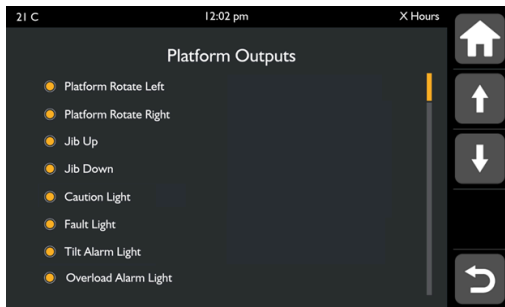 21 C 12:02 pm X Hours
Platform Outputs
Platform Rotate Left
Platform Rotate Right
Jib Up
Jib Down
Caution Light
Fault Light
Tilt Alarm Light
Overload Alarm Light